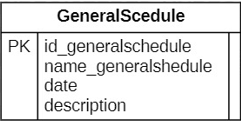 GeneralScedule
PK id_generalschedule
name_generalshedule
date
description